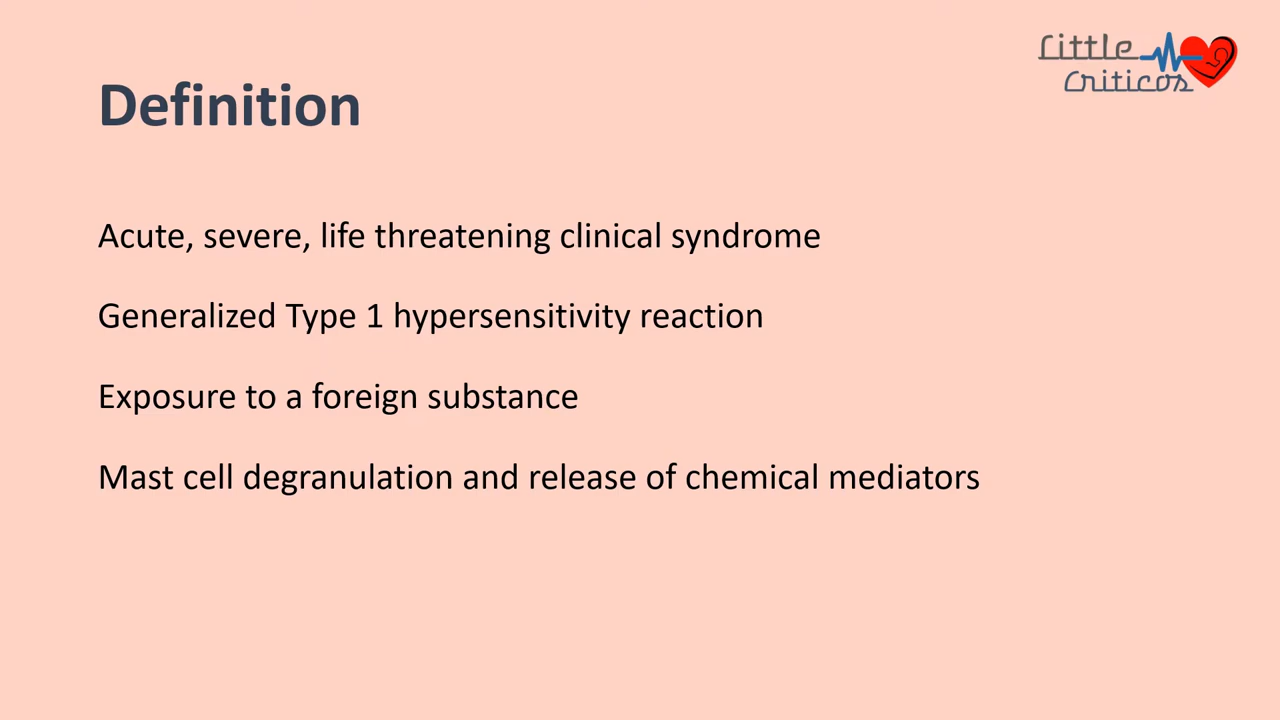 Little
Criticos
Definition
Acute, severe, life threatening clinical syndrome
Generalized Type 1 hypersensitivity reaction
Exposure to a foreign substance
Mast cell degranulation and release of chemical mediators